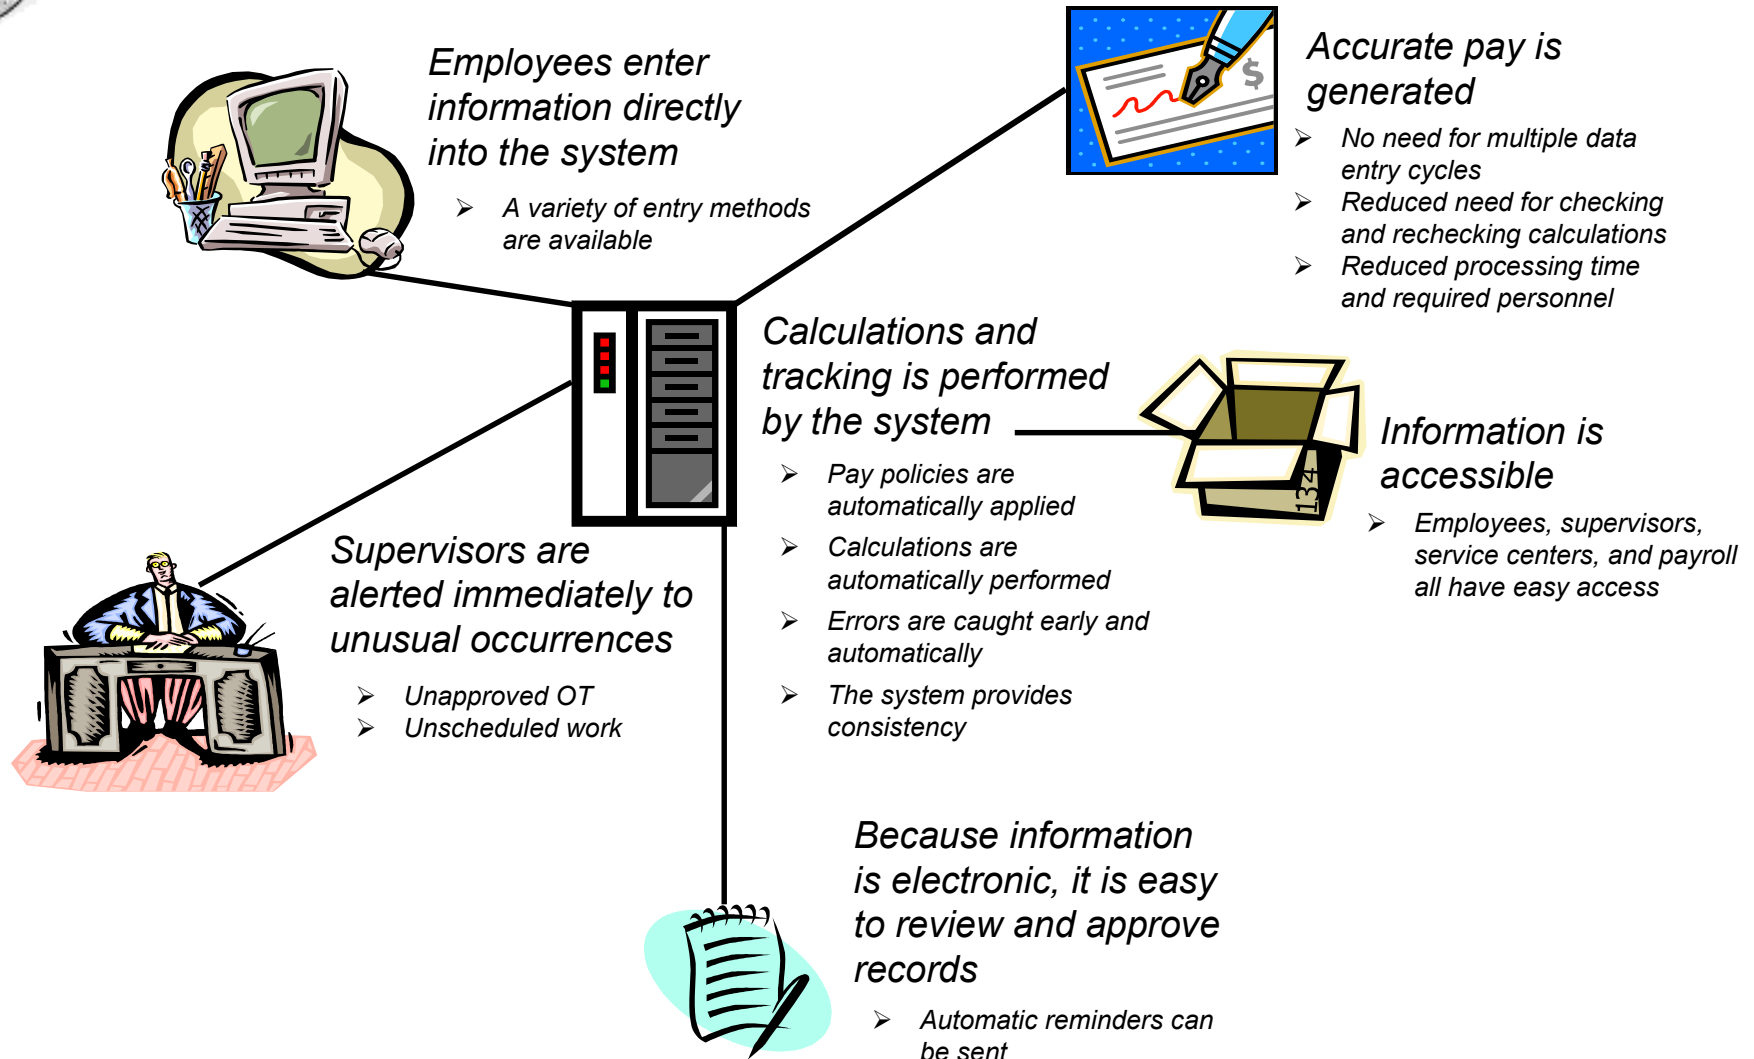 Employees enter
information directly
into the system
➢ A variety of entry methods
are available
Accurate pay is
generated
➢ No need for multiple data
entry cycles
➢ Reduced need for checking
and rechecking calculations
➢ Reduced processing time
and required personnel
$
Calculations and
tracking is performed
by the system
➢ Pay policies are
automatically applied
➢ Calculations are
automatically performed
➢ Errors are caught early and
automatically
➢ The system provides
consistency
134
Information is
accessible
➢ Employees, supervisors,
service centers, and payroll
all have easy access
Supervisors are
alerted immediately to
unusual occurrences
➢ Unapproved OT
➢ Unscheduled work
Because information
is electronic, it is easy
to review and approve
records
➢ Automatic reminders can
be sent